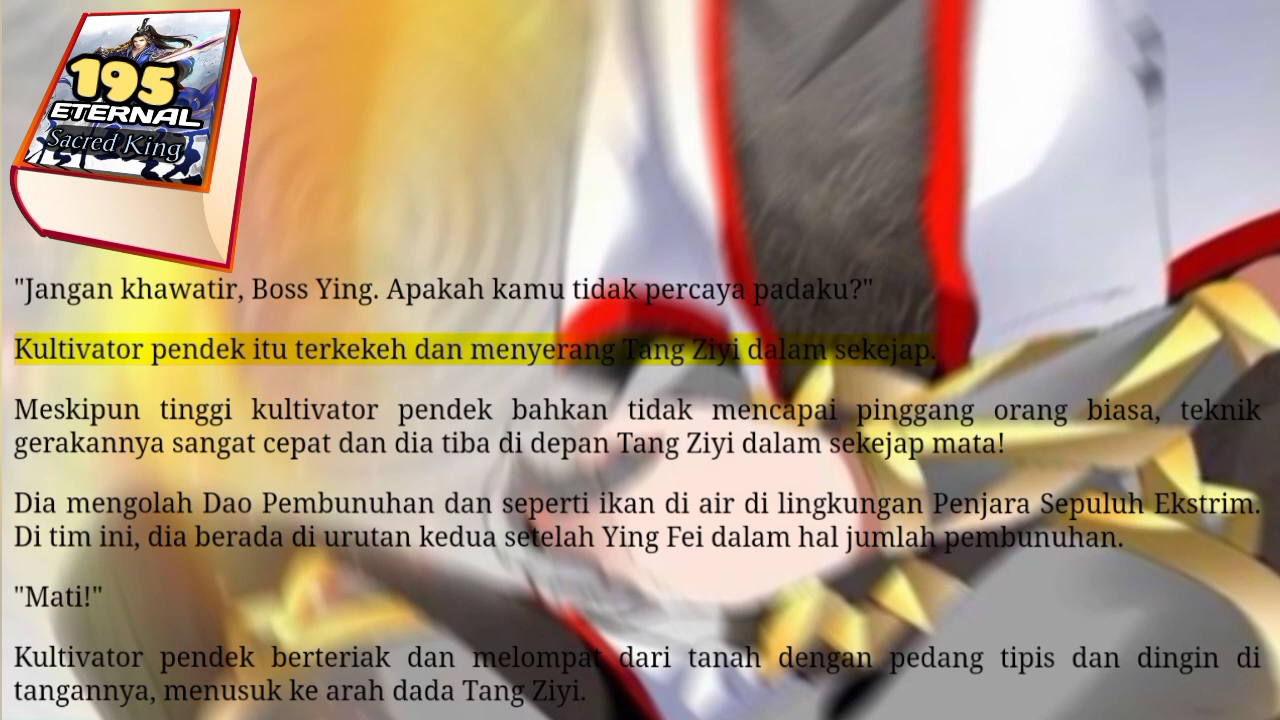 195
ETERNAL
Sacred King
"Jangan khawatir, Boss Ying. Apakah kamu tidak percaya padaku?"
Kultivator pendek itu terkekeh dan menyerang Tang Ziyi dalam sekejap.
Meskipun tinggi kultivator pendek bahkan tidak mencapai pinggang orang biasa, teknik
gerakannya sangat cepat dan dia tiba di depan Tang Ziyi dalam sekejap mata!
Dia mengolah Dao Pembunuhan dan seperti ikan di air di lingkungan Penjara Sepuluh Ekstrim.
Di tim ini, dia berada di urutan kedua setelah Ying Fei dalam hal jumlah pembunuhan.
"Mati!"
Kultivator pendek berteriak dan melompat dari tanah dengan pedang tipis dan dingin di
tangannya, menusuk ke arah dada Tang Ziyi.